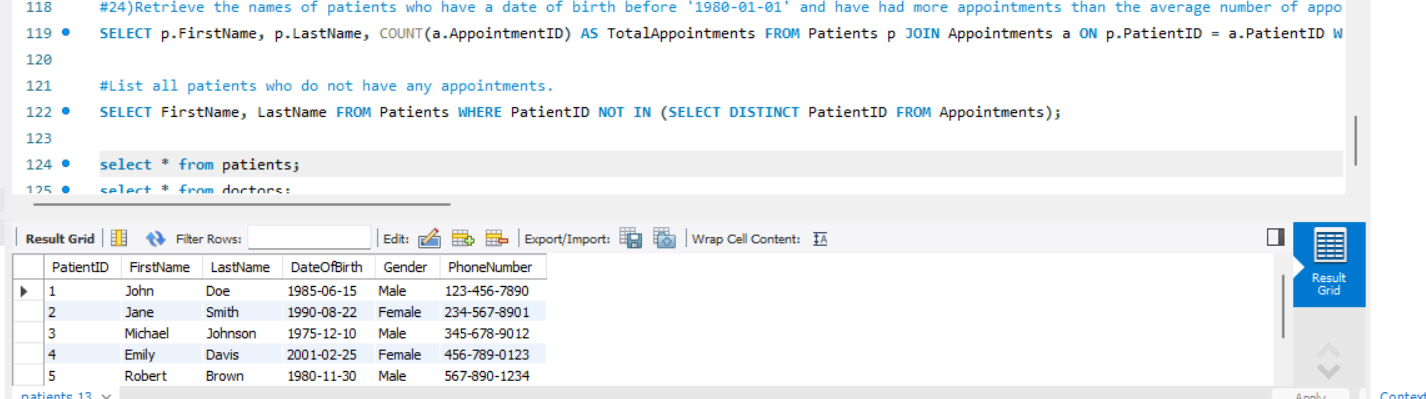 118 #24)Retrieve the names of patients who have a date of birth before '1980-01-01' and have had more appointments than the average number of appo
119 SELECT p.FirstName, p.LastName, COUNT(a.AppointmentID) AS TotalAppointments FROM Patients p JOIN Appointments a ON p.PatientID = a.PatientID W
120
121 #List all patients who do not have any appointments.
122 SELECT FirstName, LastName FROM Patients WHERE PatientID NOT IN (SELECT DISTINCT PatientID FROM Appointments);
123
124 select * from patients;
125 select * from doctors;
Result Grid Filter Rows: Edit: Export/Import: Wrap Cell Content: IA
Result
Grid
PatientID FirstName LastName DateOfBirth Gender PhoneNumber
1 John Doe 1985-06-15 Male 123-456-7890
2 Jane Smith 1990-08-22 Female 234-567-8901
3 Michael Johnson 1975-12-10 Male 345-678-9012
4 Emily Davis 2001-02-25 Female 456-789-0123
5 Robert Brown 1980-11-30 Male 567-890-1234
patients 13 Apply Context